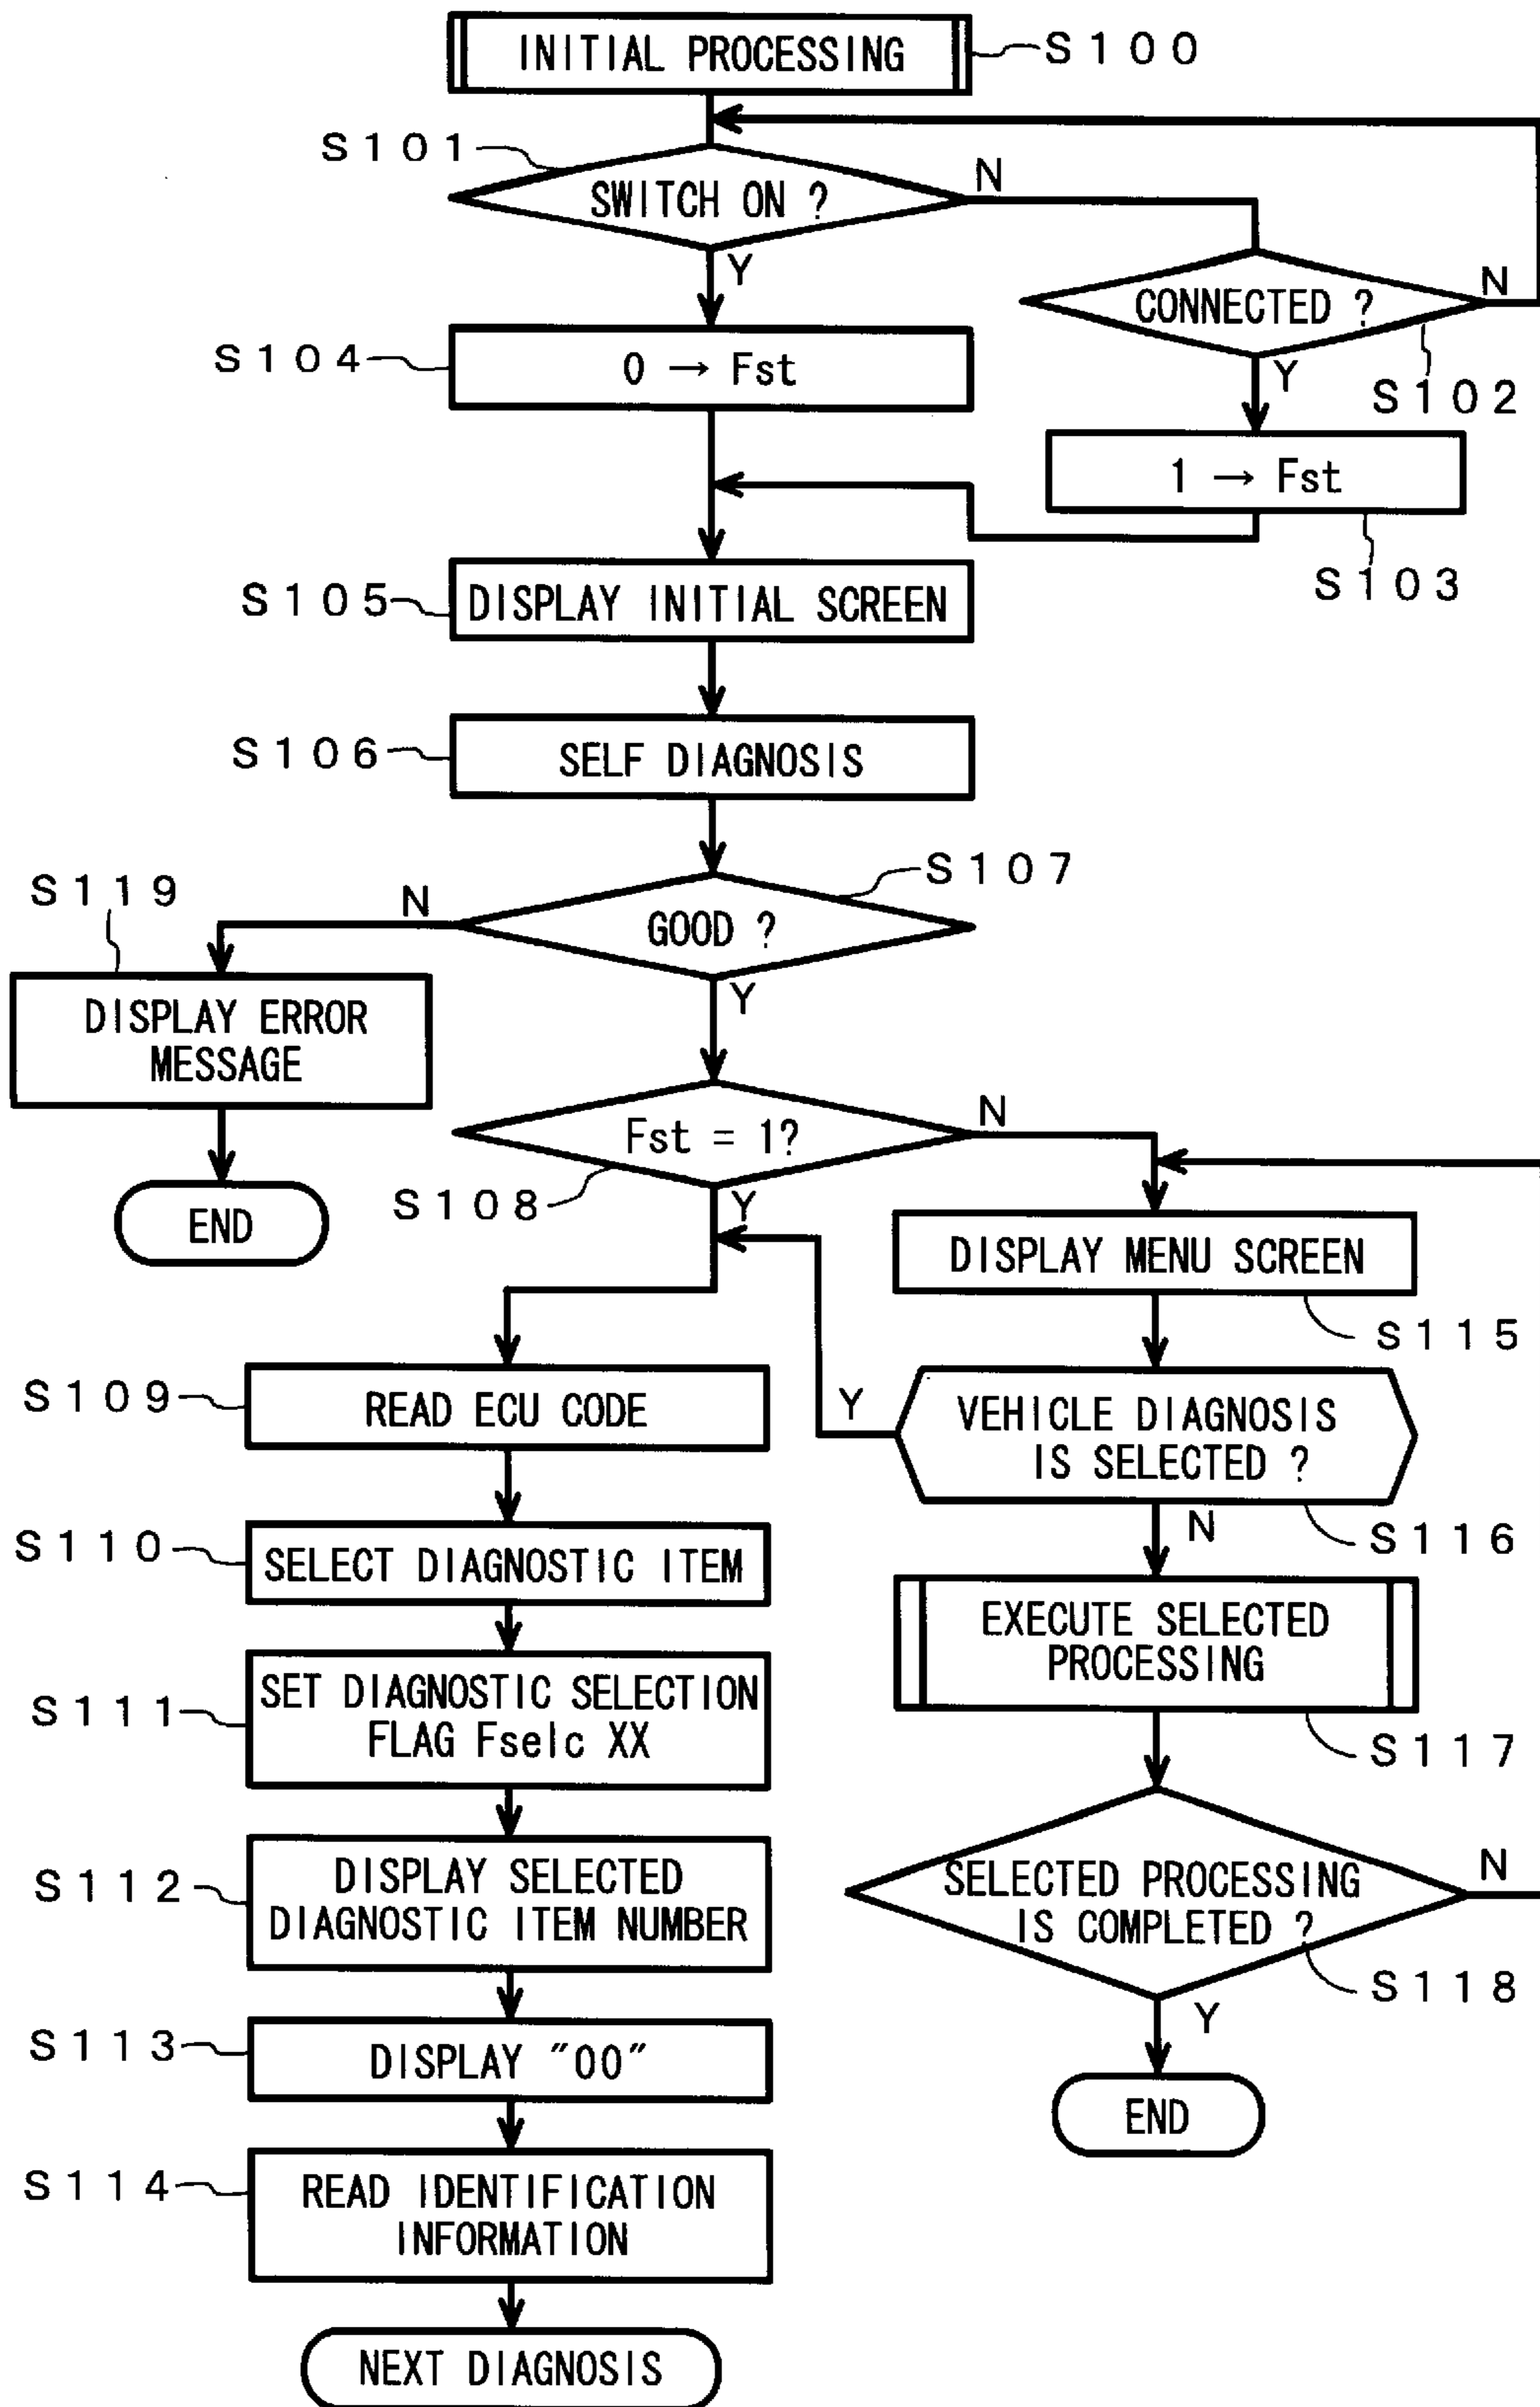 INITIAL PROCESSING
S100
S101
SWITCH ON ?
N
Y
CONNECTED ?
N
S104
0 → Fst
Y
S102
1 → Fst
S103
S105
DISPLAY INITIAL SCREEN
S106
SELF DIAGNOSIS
S107
S119
N
GOOD ?
Y
DISPLAY ERROR
MESSAGE
END
Fst = 1?
N
S108
Y
DISPLAY MENU SCREEN
S115
S109
READ ECU CODE
Y
VEHICLE DIAGNOSIS
IS SELECTED ?
N
S116
S110
SELECT DIAGNOSTIC ITEM
EXECUTE SELECTED
PROCESSING
S117
S111
SET DIAGNOSTIC SELECTION
FLAG Fselc XX
S112
DISPLAY SELECTED
DIAGNOSTIC ITEM NUMBER
SELECTED PROCESSING
IS COMPLETED ?
N
S118
Y
S113
DISPLAY "00"
END
S114
READ IDENTIFICATION
INFORMATION
NEXT DIAGNOSIS